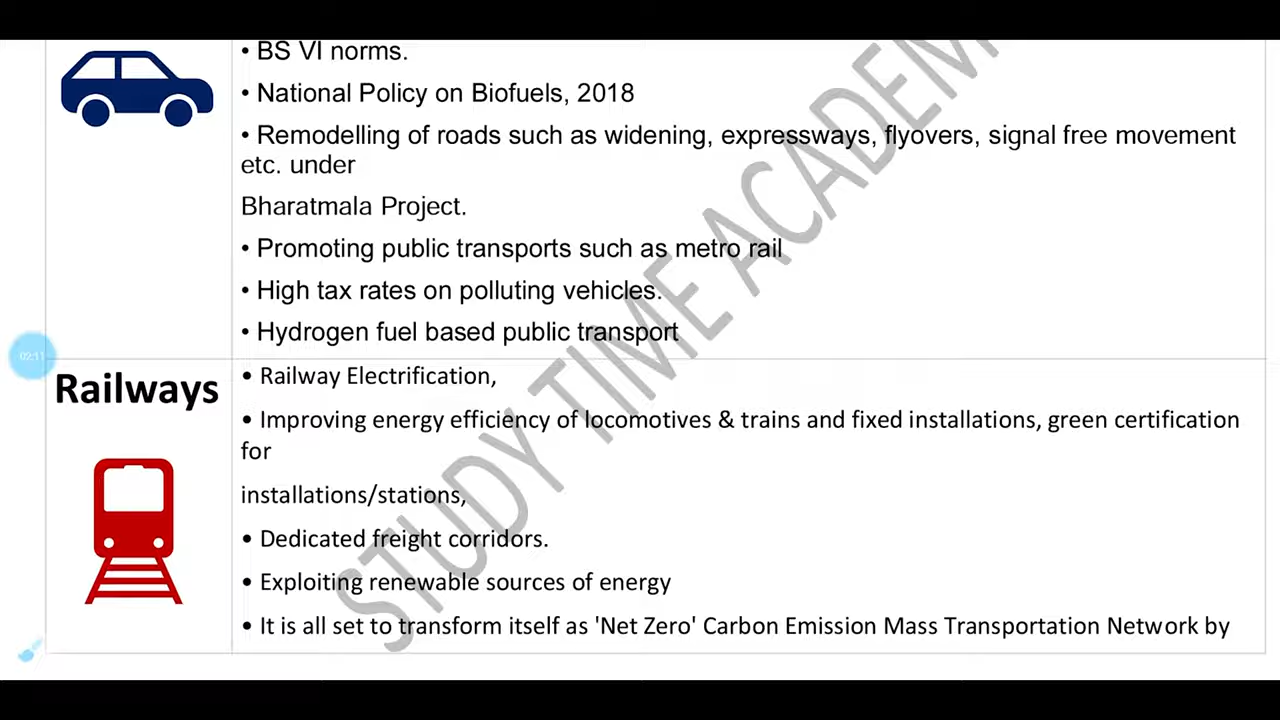 • BS VI norms.
• National Policy on Biofuels, 2018
• Remodelling of roads such as widening, expressways, flyovers, signal free movement
etc. under
Bharatmala Project.
• Promoting public transports such as metro rail
• High tax rates on polluting vehicles.
• Hydrogen fuel based public transport
02:11
Railways
• Railway Electrification,
• Improving energy efficiency of locomotives & trains and fixed installations, green certification
for
installations/stations,
• Dedicated freight corridors.
• Exploiting renewable sources of energy
• It is all set to transform itself as 'Net Zero' Carbon Emission Mass Transportation Network by
STUDY TIME ACADEM